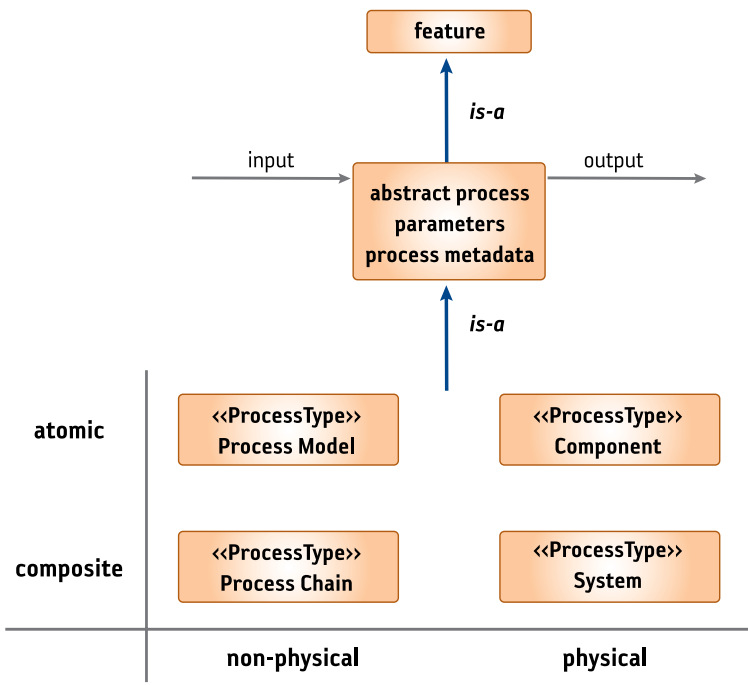 feature
is-a
input
output
abstract process
parameters
process metadata
is-a
atomic
‹‹ProcessType››
Process Model
‹‹ProcessType››
Component
composite
‹‹ProcessType››
Process Chain
‹‹ProcessType››
System
non-physical
physical